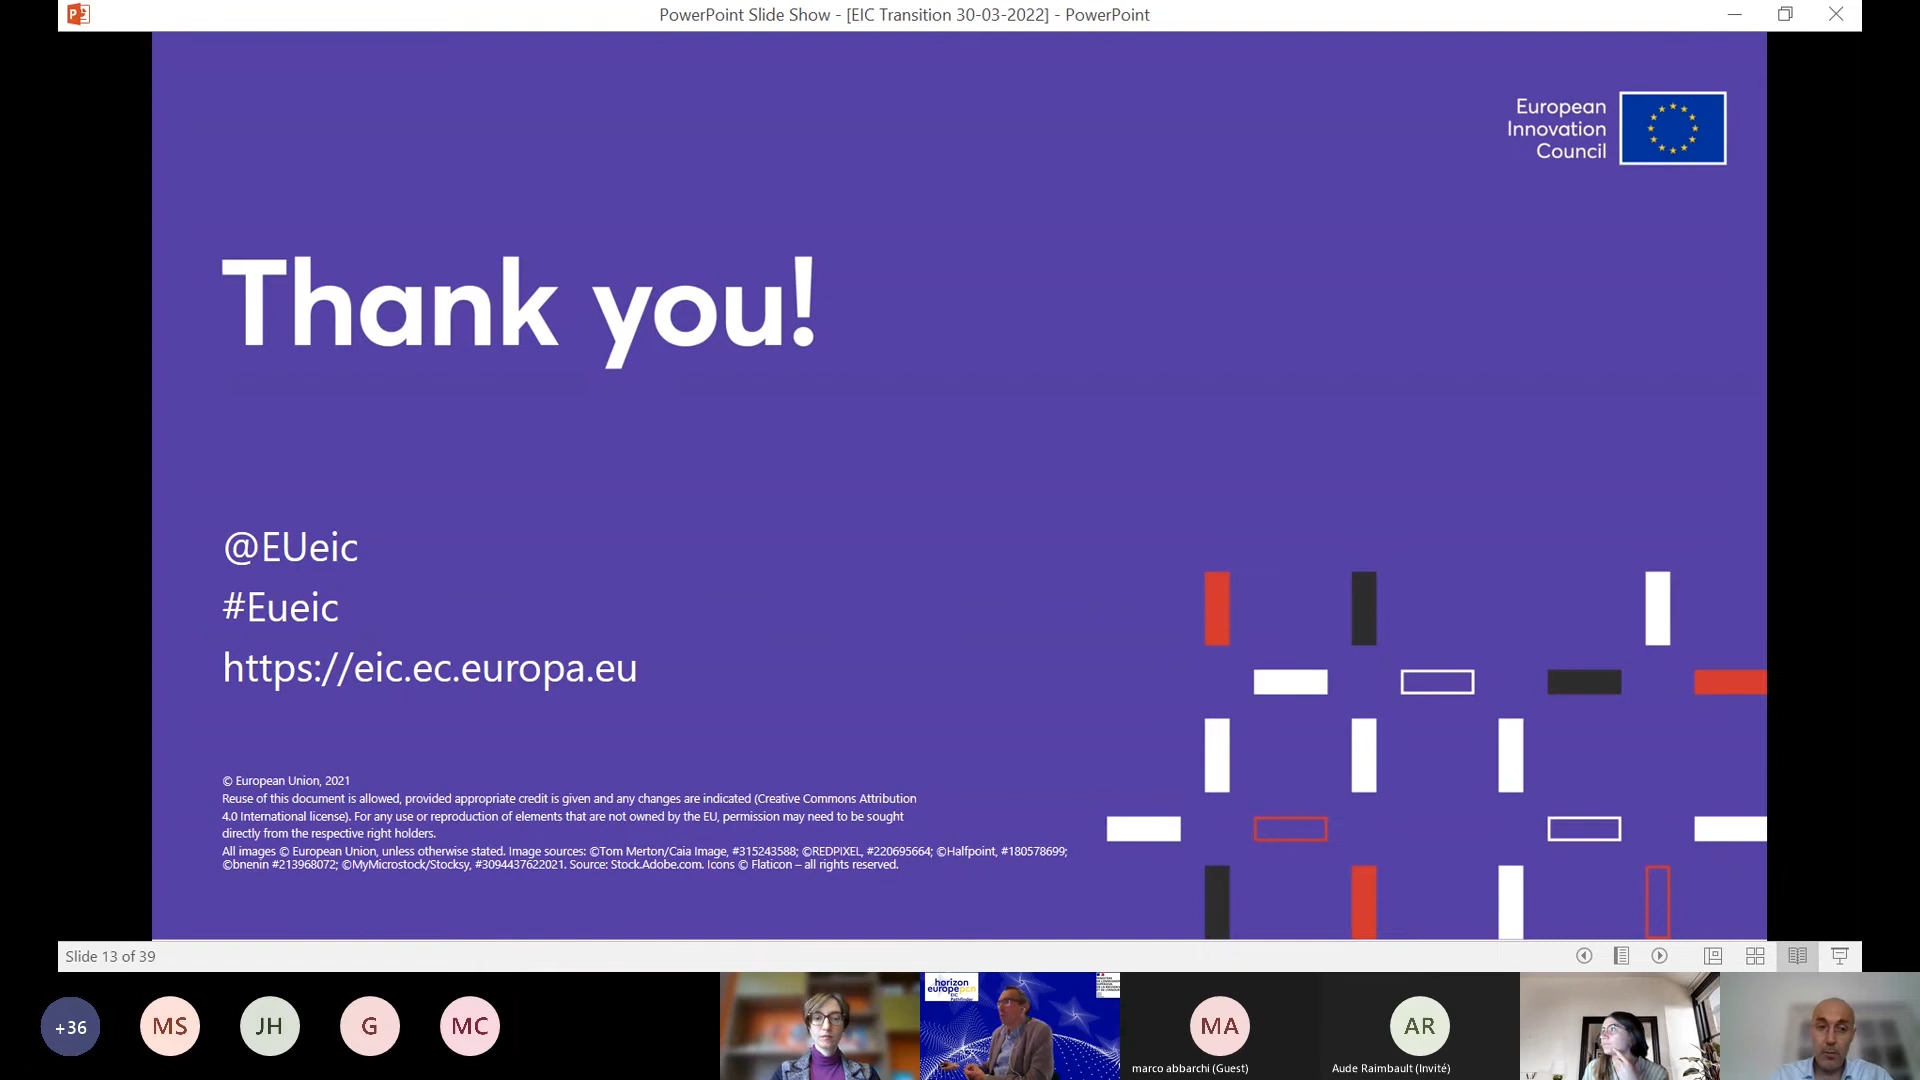 PowerPoint Slide Show - [EIC Transition 30-03-2022] - PowerPoint
European
Innovation
Council
Thank you!
@EUeic
#Eueic
https://eic.ec.europa.eu
© European Union, 2021
Reuse of this document is allowed, provided appropriate credit is given and any changes are indicated (Creative Commons Attribution
4.0 International license). For any use or reproduction of elements that are not owned by the EU, permission may need to be sought
directly from the respective right holders.
All images © European Union, unless otherwise stated. Image sources: ©Tom Merton/Caia Image, #315243588; ©REDPIXEL, #220695664; ©Halfpoint, #180578699;
©bnenin #213968072; ©MyMicrostock/Stocksy, #3094437622021. Source: Stock.Adobe.com. Icons © Flaticon – all rights reserved.
Slide 13 of 39
+36
MS
JH
G
MC
horizon
europe pcn
EIC
Pathfinder
MA
marco abbarchi (Guest)
AR
Aude Raimbault (Invité)